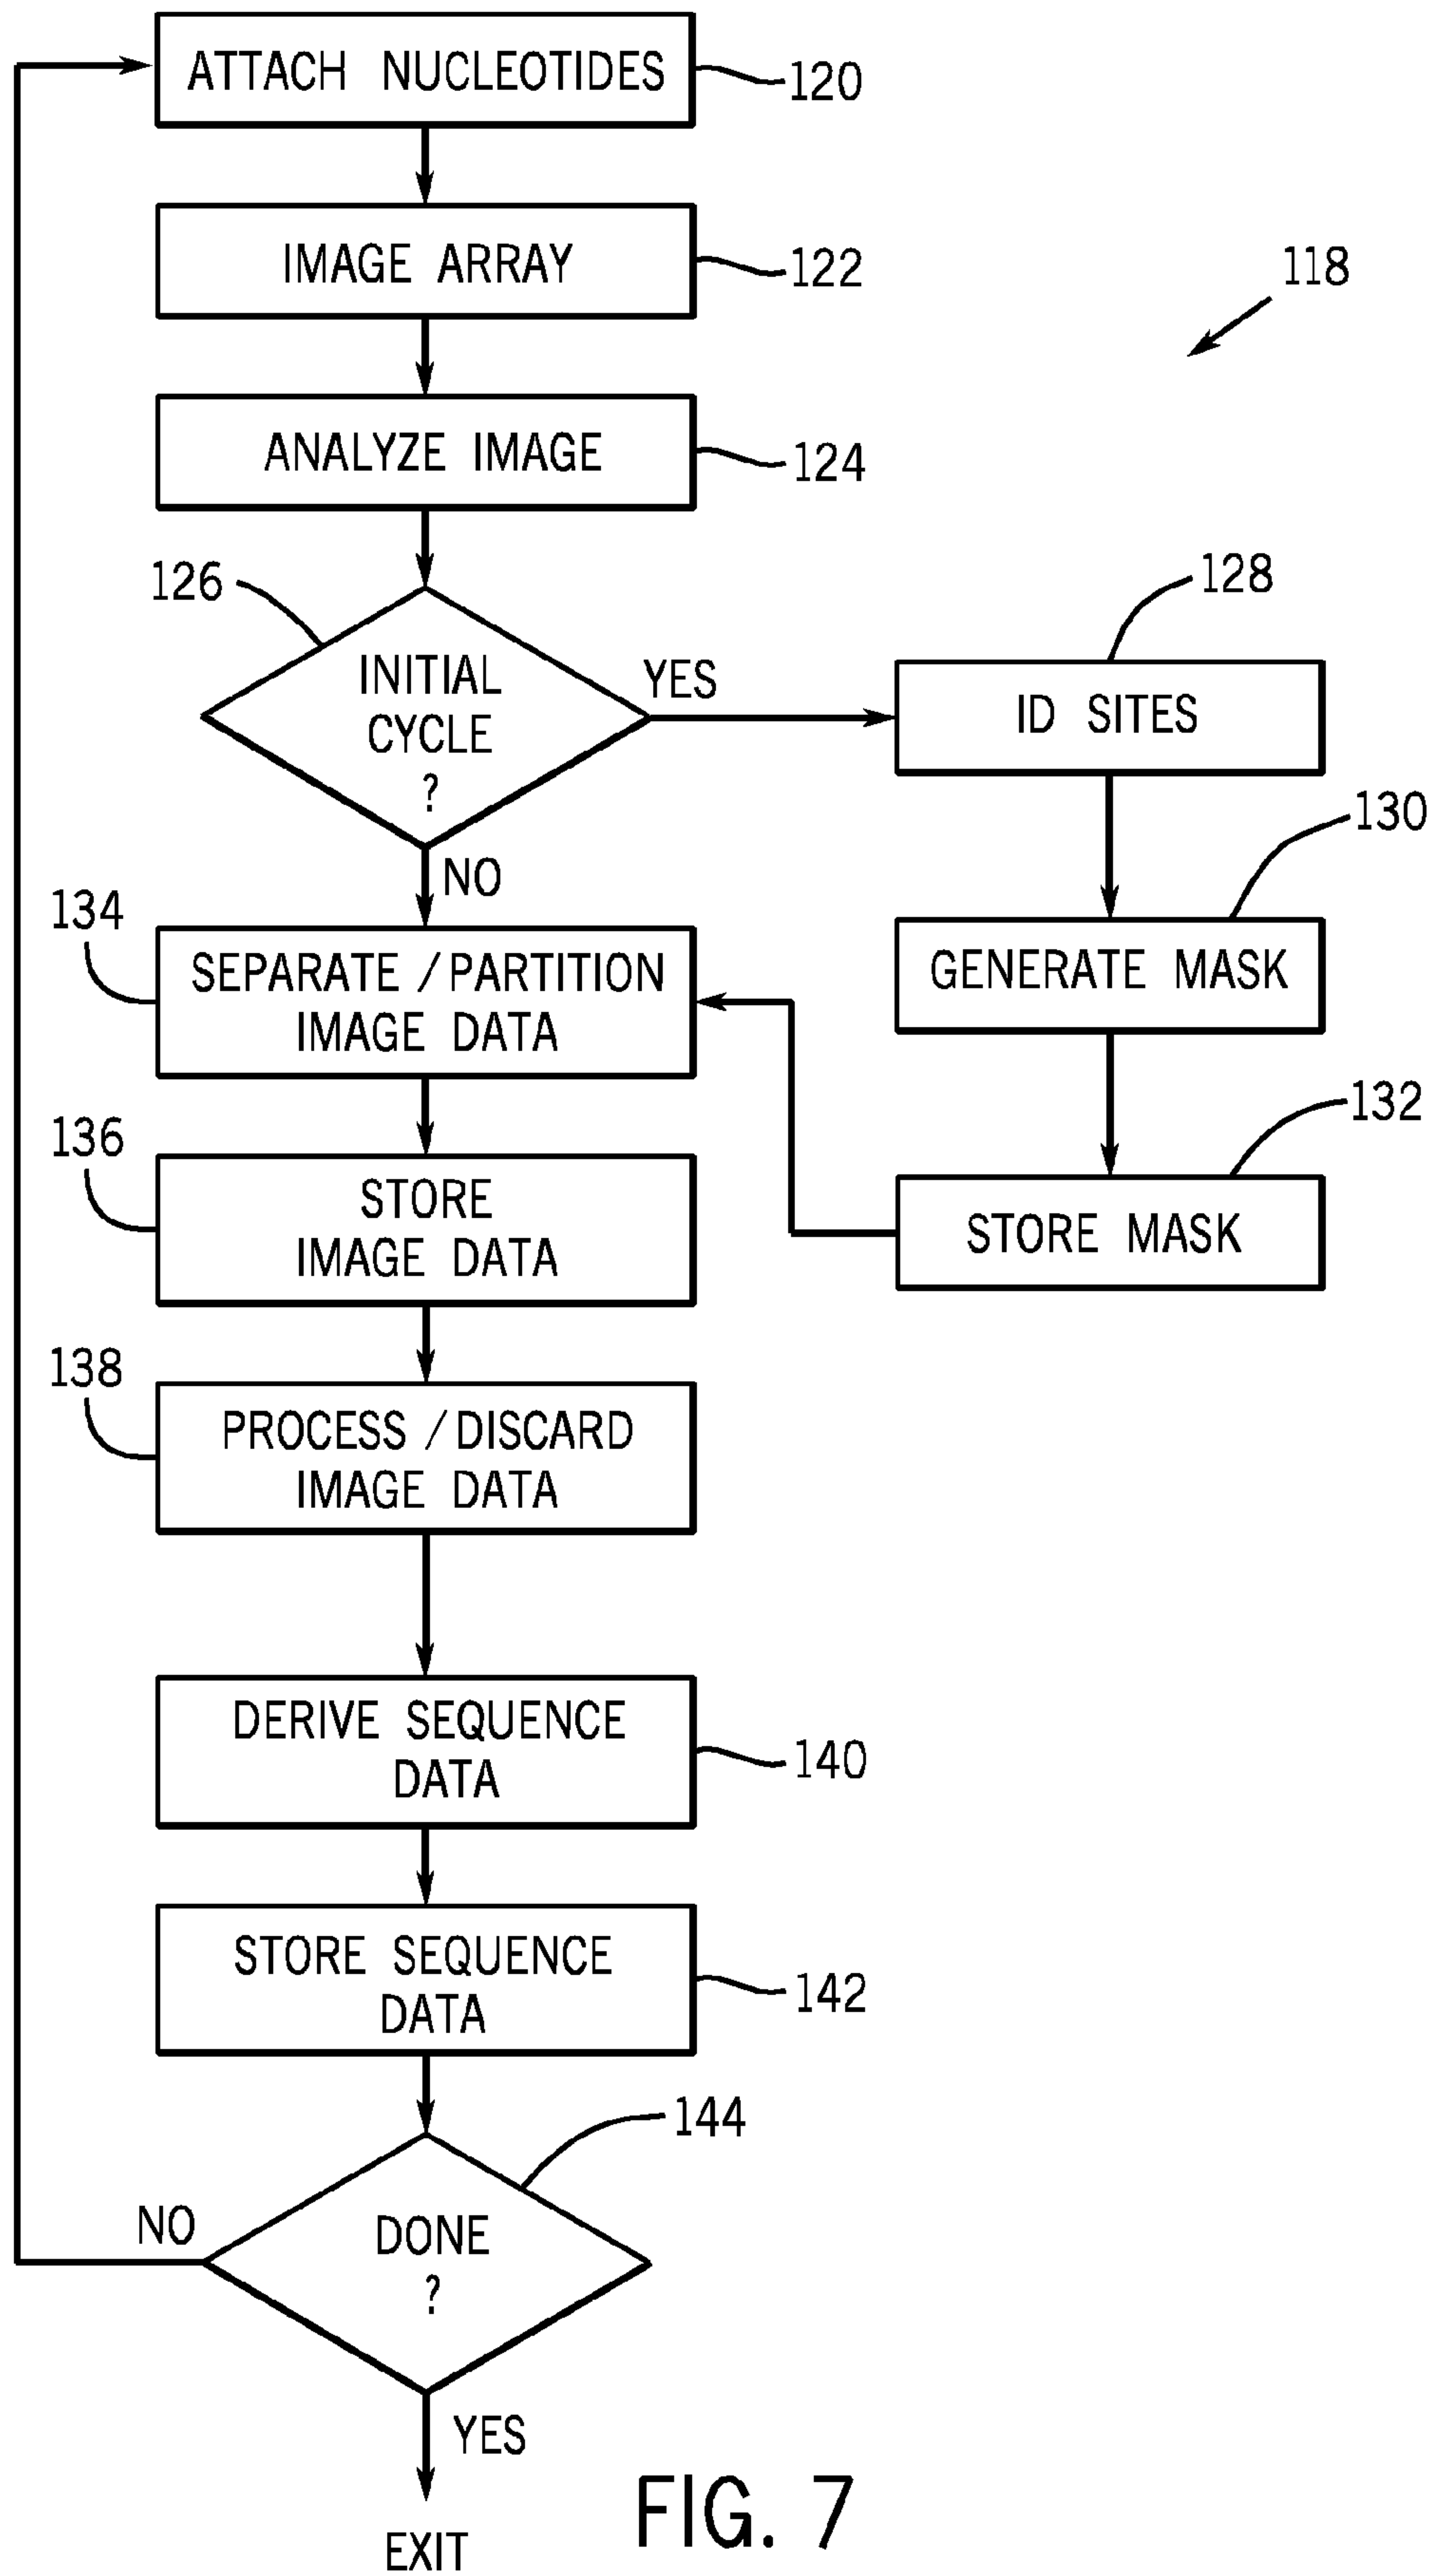 ATTACH NUCLEOTIDES
120
IMAGE ARRAY
122
118
ANALYZE IMAGE
124
126
INITIAL
CYCLE
?
YES
NO
128
ID SITES
130
GENERATE MASK
132
STORE MASK
134
SEPARATE / PARTITION
IMAGE DATA
136
STORE
IMAGE DATA
138
PROCESS / DISCARD
IMAGE DATA
DERIVE SEQUENCE
DATA
140
STORE SEQUENCE
DATA
142
144
DONE
?
NO
YES
EXIT
FIG. 7